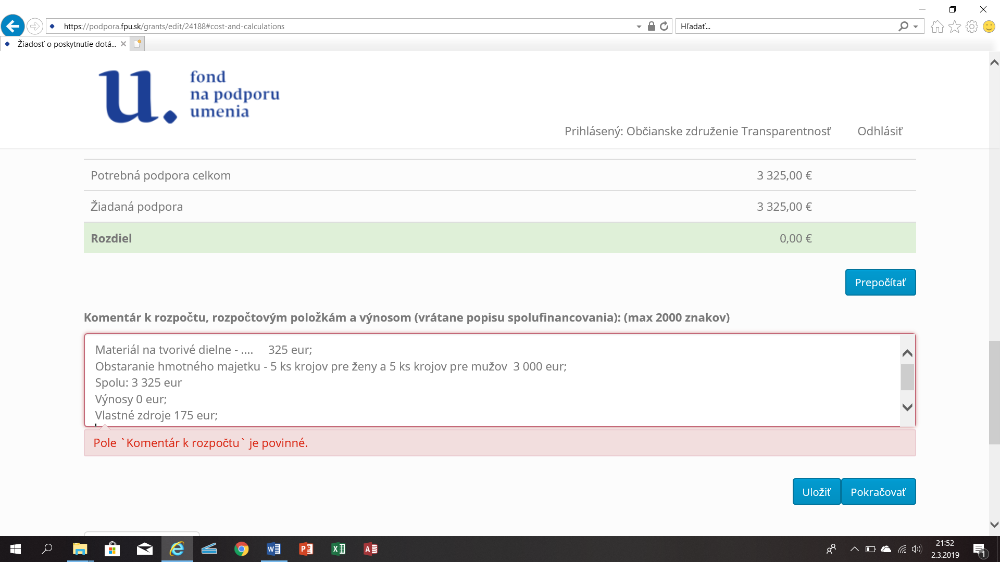 https://podpora.fpu.sk/grants/edit/24188#cost-and-calculations
Hľadať...
Žiadosť o poskytnutie dotá...
u.
fond
na podporu
umenia
Prihlásený: Občianske združenie Transparentnosť
Odhlásiť
Potrebná podpora celkom 3 325,00 €
Žiadaná podpora 3 325,00 €
Rozdiel 0,00 €
Prepočítať
Komentár k rozpočtu, rozpočtovým položkám a výnosom (vrátane popisu spolufinancovania): (max 2000 znakov)
Materiál na tvorivé dielne - .... 325 eur;
Obstaranie hmotného majetku - 5 ks krojov pre ženy a 5 ks krojov pre mužov 3 000 eur;
Spolu: 3 325 eur
Výnosy 0 eur;
Vlastné zdroje 175 eur;
Pole `Komentár k rozpočtu` je povinné.
Uložiť
Pokračovať
21:52
2.3.2019
1